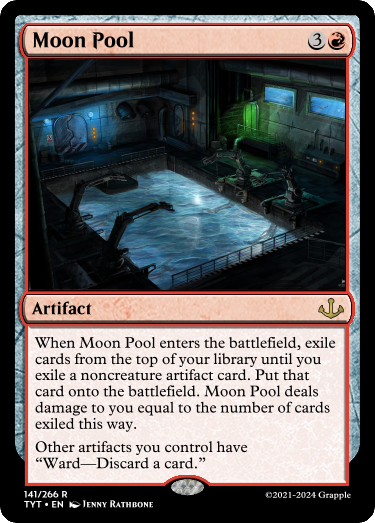 Moon Pool 3
Artifact
When Moon Pool enters the battlefield, exile
cards from the top of your library until you
exile a noncreature artifact card. Put that
card onto the battlefield. Moon Pool deals
damage to you equal to the number of cards
exiled this way.
Other artifacts you control have
“Ward—Discard a card.”
141/266 R
TYT • EN Jenny Rathbone
©2021-2024 Grapple